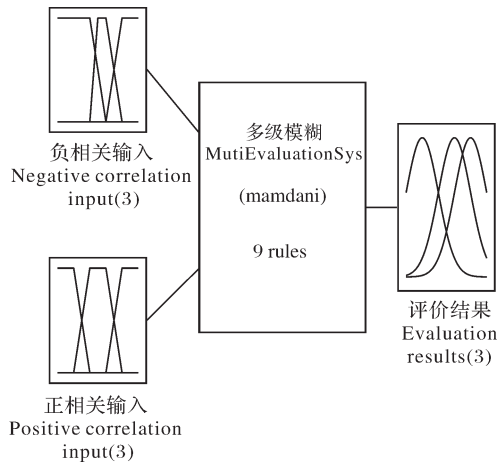 负相关输入
Negative correlation
input(3)
多级模糊
MutiEvaluationSys
(mamdani)
9 rules
评价结果
Evaluation
results(3)
正相关输入
Positive correlation
input(3)